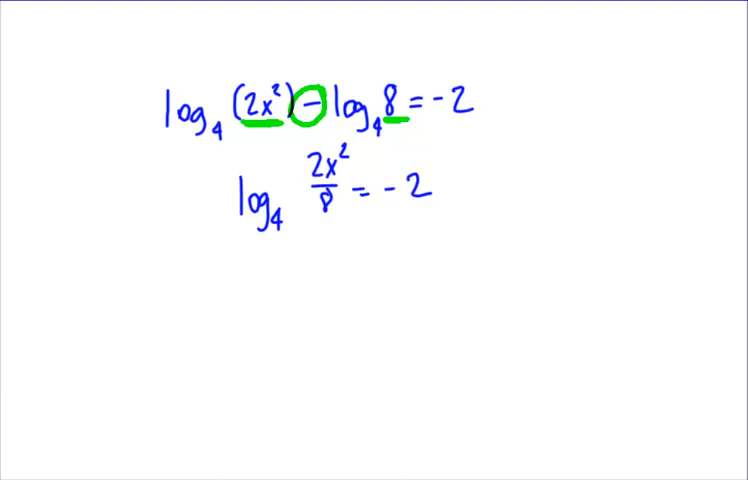 log₄ (2x²) – log₄ 8 = -2
log₄ 2x²/8 = -2